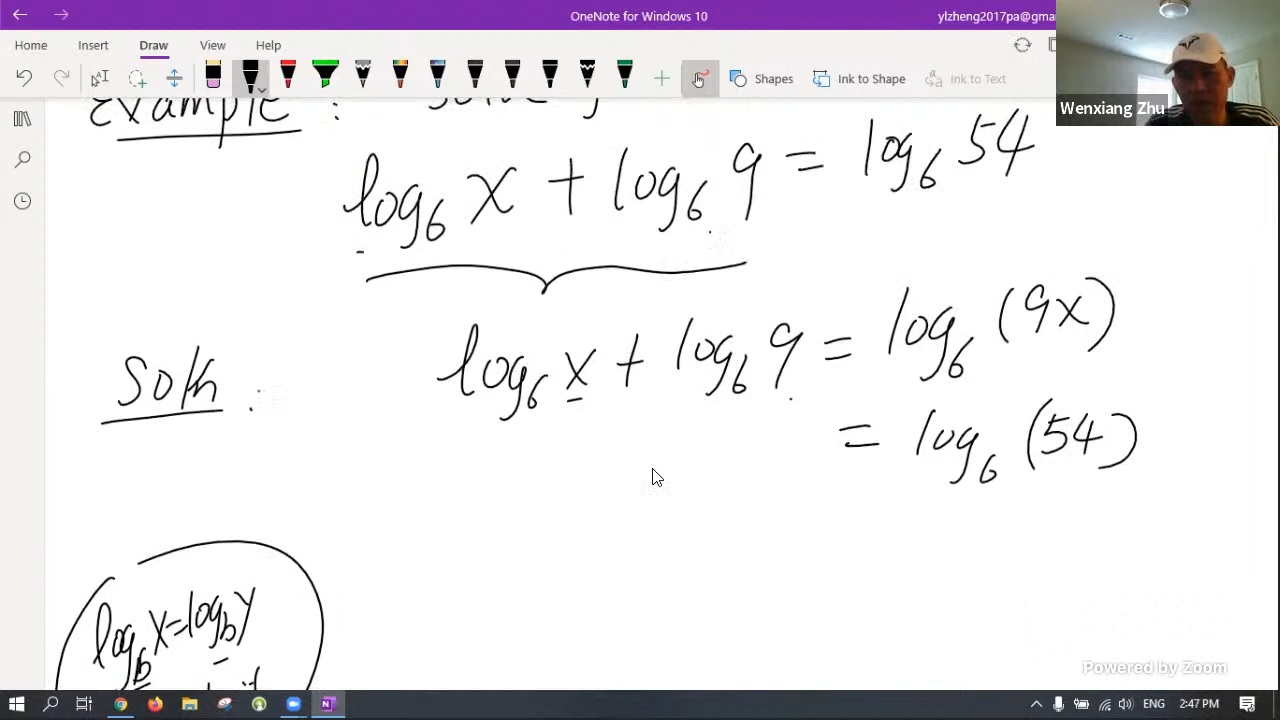 OneNote for Windows 10
ylzheng2017pa@gma
Home Insert Draw View Help
Shapes Ink to Shape Ink to Text
Wenxiang Zhu
Example :
log₆ x + log₆ 9 = log₆ 54
Soln :
log₆ x + log₆ 9 = log₆ (9x)
= log₆ (54)
log_b x = log_b y
Powered by Zoom
ENG 2:47 PM